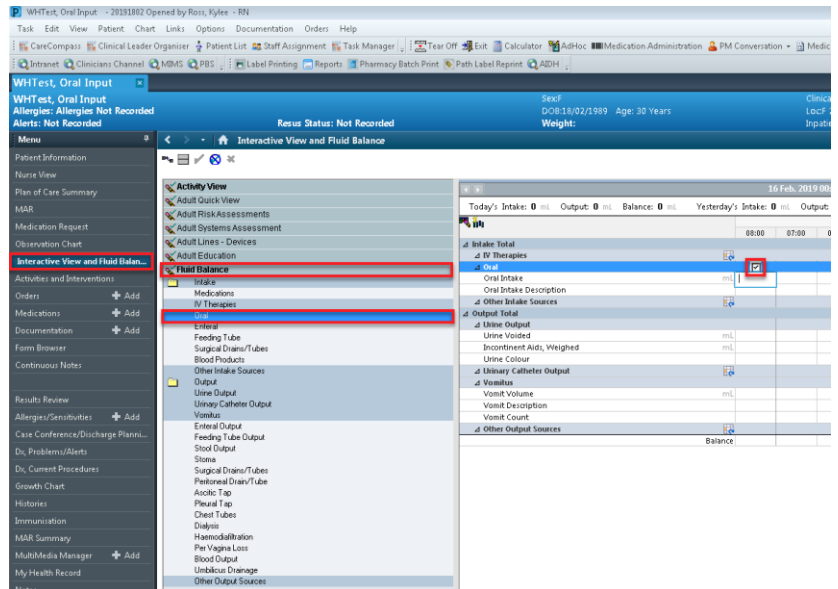 WHTest, Oral Input - 20191802 Opened by Ross, Kylee - RN
Task Edit View Patient Chart Links Options Documentation Orders Help
CareCompass Clinical Leader Organiser Patient List Staff Assignment Task Manager Tear Off Exit Calculator AdHoc Medication Administration PM Conversation Medic
Intranet Clinicians Channel MIMS PBS Label Printing Reports Pharmacy Batch Print Path Label Reprint AIDH
WHTest, Oral Input
WHTest, Oral Input
Allergies: Allergies Not Recorded
Alerts: Not Recorded
Resus Status: Not Recorded
Sex:F
DOB:18/02/1989 Age: 30 Years
Weight:
Clinica
Loc:F
Inpatie
Menu
Interactive View and Fluid Balance
Patient Information
Nurse View
Plan of Care Summary
MAR
Medication Request
Observation Chart
Interactive View and Fluid Balan...
Activities and Interventions
Orders + Add
Medications + Add
Documentation + Add
Form Browser
Continuous Notes
Results Review
Allergies/Sensitivities + Add
Case Conference/Discharge Planni...
Dx, Problems/Alerts
Dx, Current Procedures
Growth Chart
Histories
Immunisation
MAR Summary
MultiMedia Manager + Add
My Health Record
Notes
Activity View
Adult Quick View
Adult Risk Assessments
Adult Systems Assessment
Adult Lines - Devices
Adult Education
Fluid Balance
Intake
Medications
IV Therapies
Oral
Enteral
Feeding Tube
Surgical Drains/Tubes
Blood Products
Other Intake Sources
Output
Urine Output
Urinary Catheter Output
Vomitus
Enteral Output
Feeding Tube Output
Stool Output
Stoma
Surgical Drains/Tubes
Peritoneal Drain/Tube
Ascitic Tap
Pleural Tap
Chest Tubes
Dialysis
Haemodiafiltration
Per Vagina Loss
Blood Output
Umbilicus Drainage
Other Output Sources
16 Feb. 2019 00:
Today's Intake: 0 mL Output: 0 mL Balance: 0 mL Yesterday's Intake: 0 mL Output:
08:00 07:00 0
Intake Total
IV Therapies
Oral
Oral Intake mL
Oral Intake Description
Other Intake Sources
Output Total
Urine Output
Urine Voided mL
Incontinent Aids, Weighed mL
Urine Colour
Urinary Catheter Output
Vomitus
Vomit Volume mL
Vomit Description
Vomit Count
Other Output Sources
Balance